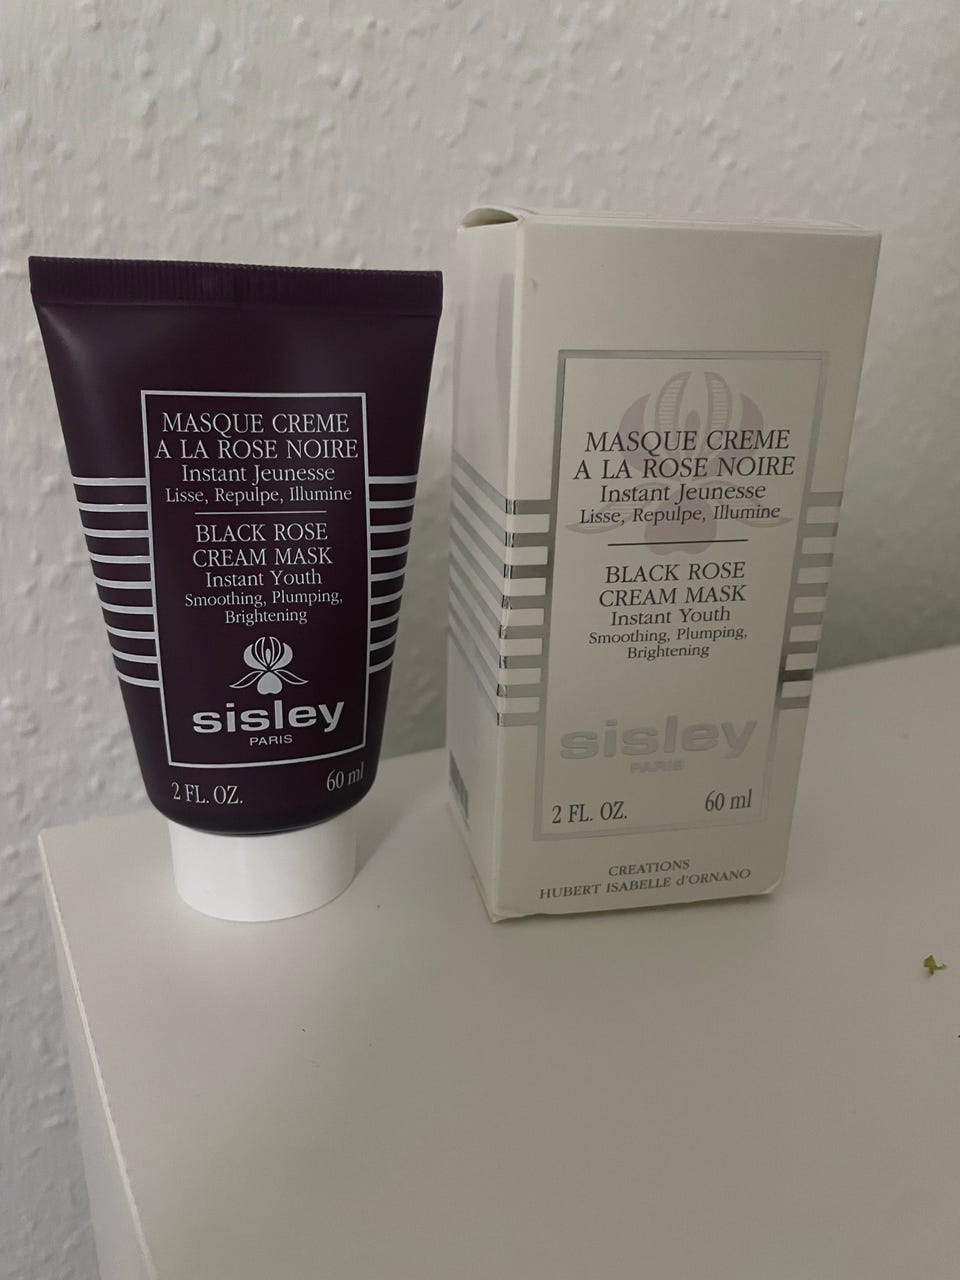 MASQUE CREME
A LA ROSE NOIRE
Instant Jeunesse
Lisse, Repulpe, Illumine
BLACK ROSE
CREAM MASK
Instant Youth
Smoothing, Plumping,
Brightening
sisley
PARIS
2 FL. OZ. 60 ml
MASQUE CREME
A LA ROSE NOIRE
Instant Jeunesse
Lisse, Repulpe, Illumine
BLACK ROSE
CREAM MASK
Instant Youth
Smoothing, Plumping,
Brightening
sisley
PARIS
2 FL. OZ. 60 ml
CREATIONS
HUBERT ISABELLE d'ORNANO